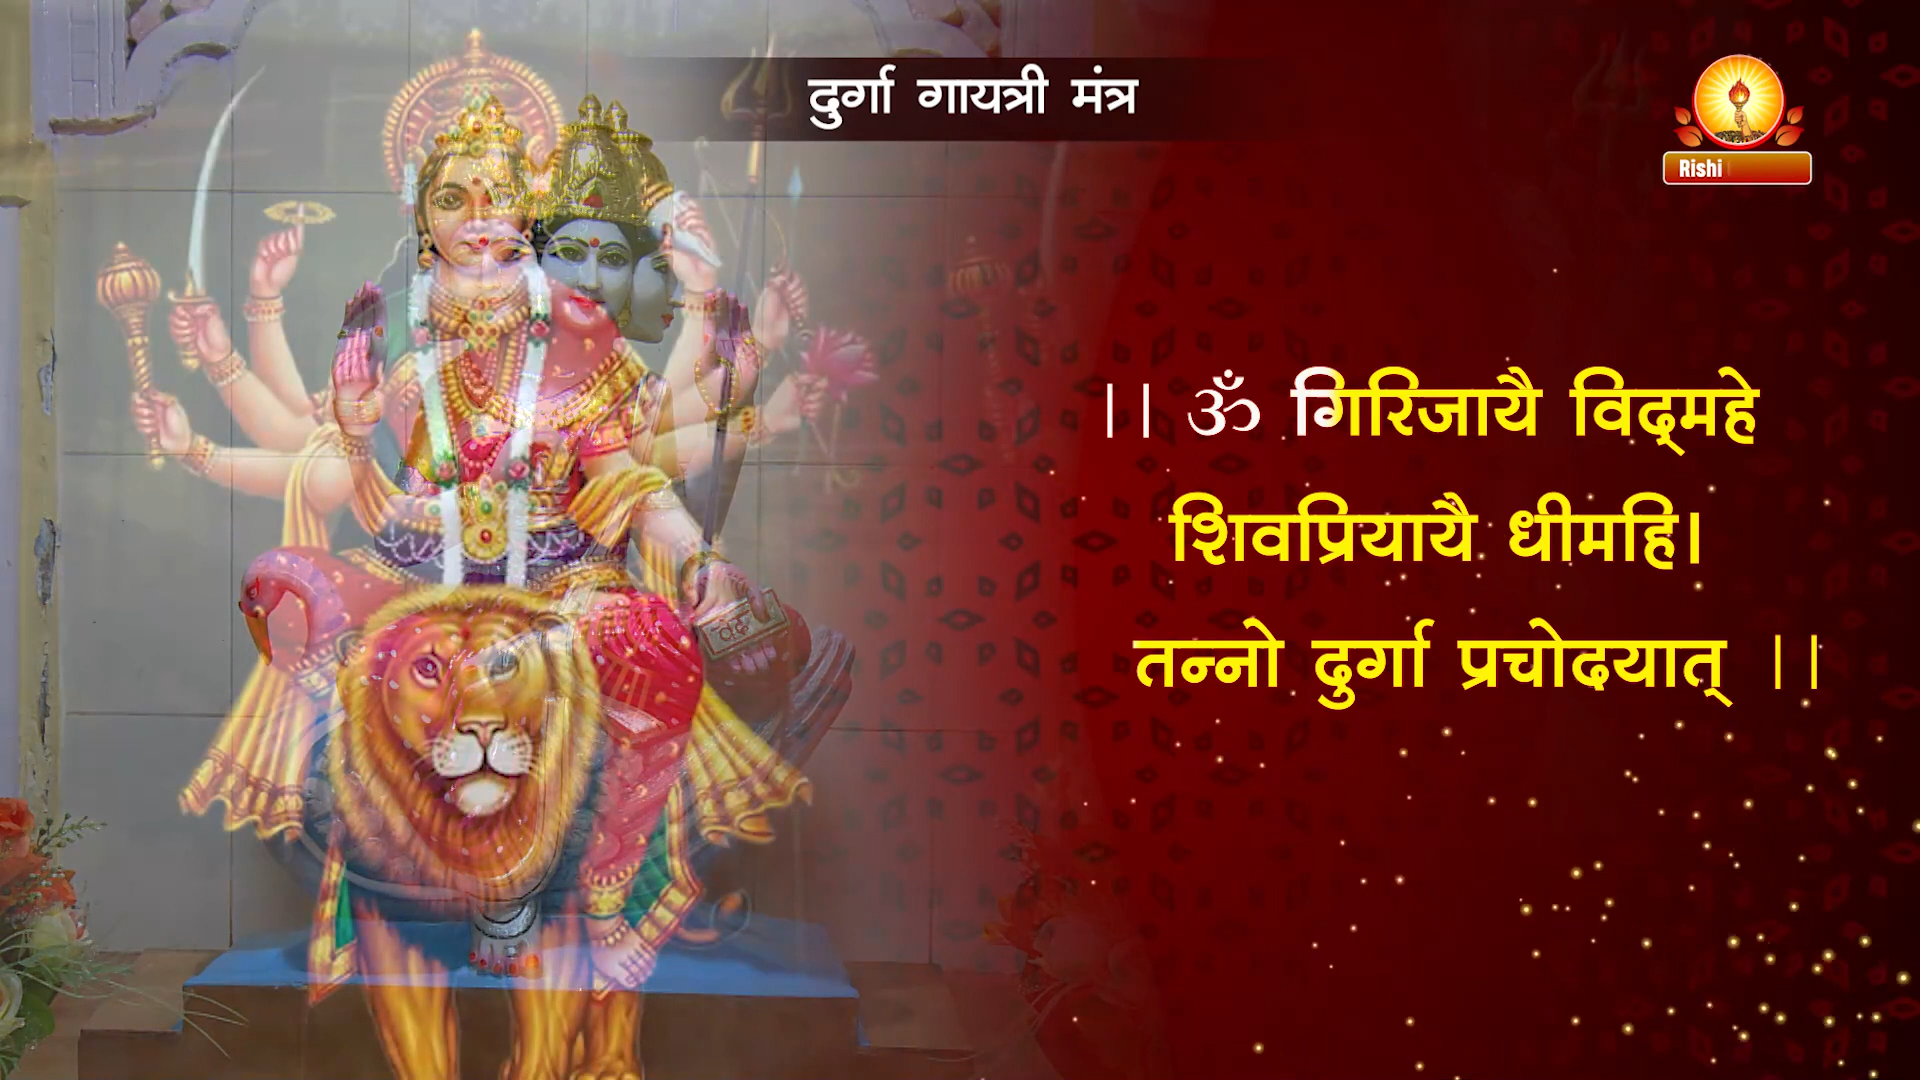 दुर्गा गायत्री मंत्र
Rishi
।। ॐ गिरिजायै विद्महे
शिवप्रियायै धीमहि।
तन्नो दुर्गा प्रचोदयात् ।।
वेद